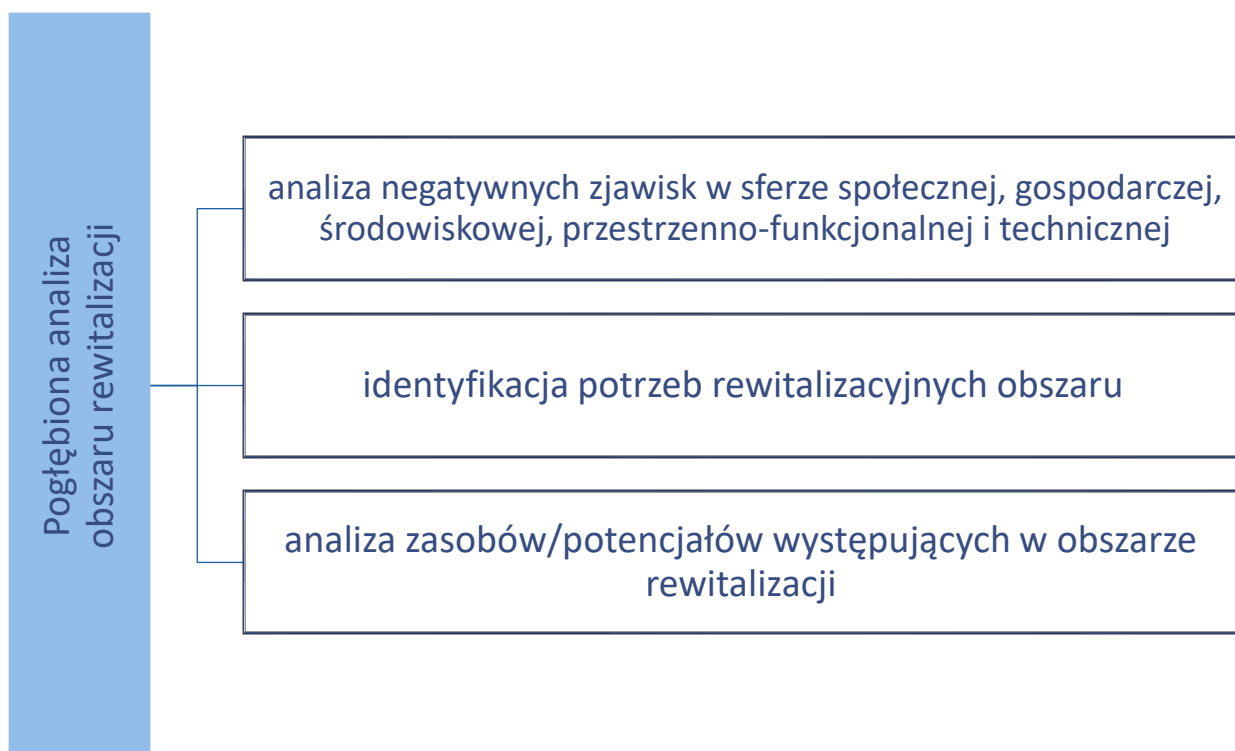 Pogłębiona analiza
obszaru rewitalizacji
analiza negatywnych zjawisk w sferze społecznej, gospodarczej,
środowiskowej, przestrzenno-funkcjonalnej i technicznej
identyfikacja potrzeb rewitalizacyjnych obszaru
analiza zasobów/potencjałów występujących w obszarze
rewitalizacji